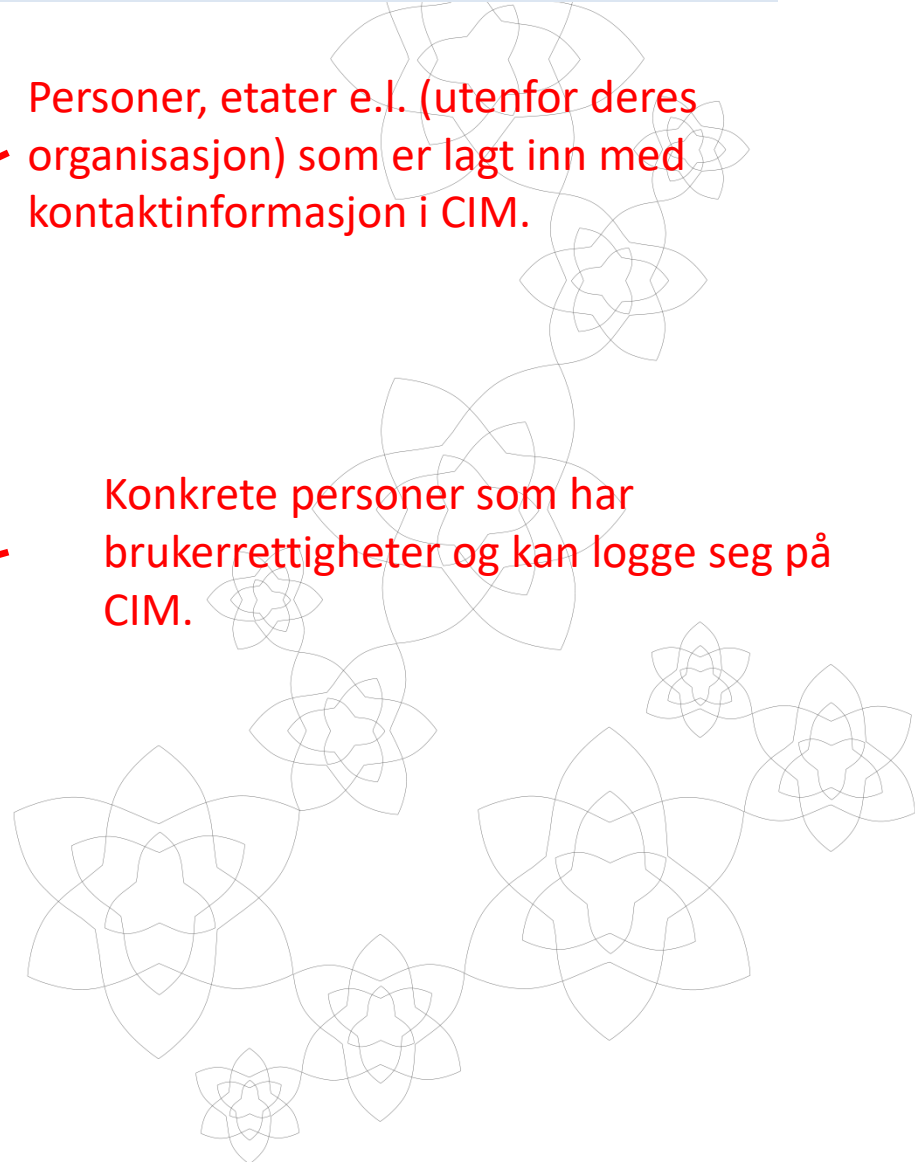 Personer, etater e.l. (utenfor deres
organisasjon) som er lagt inn med
kontaktinformasjon i CIM.
Konkrete personer som har
brukerrettigheter og kan logge seg på
CIM.